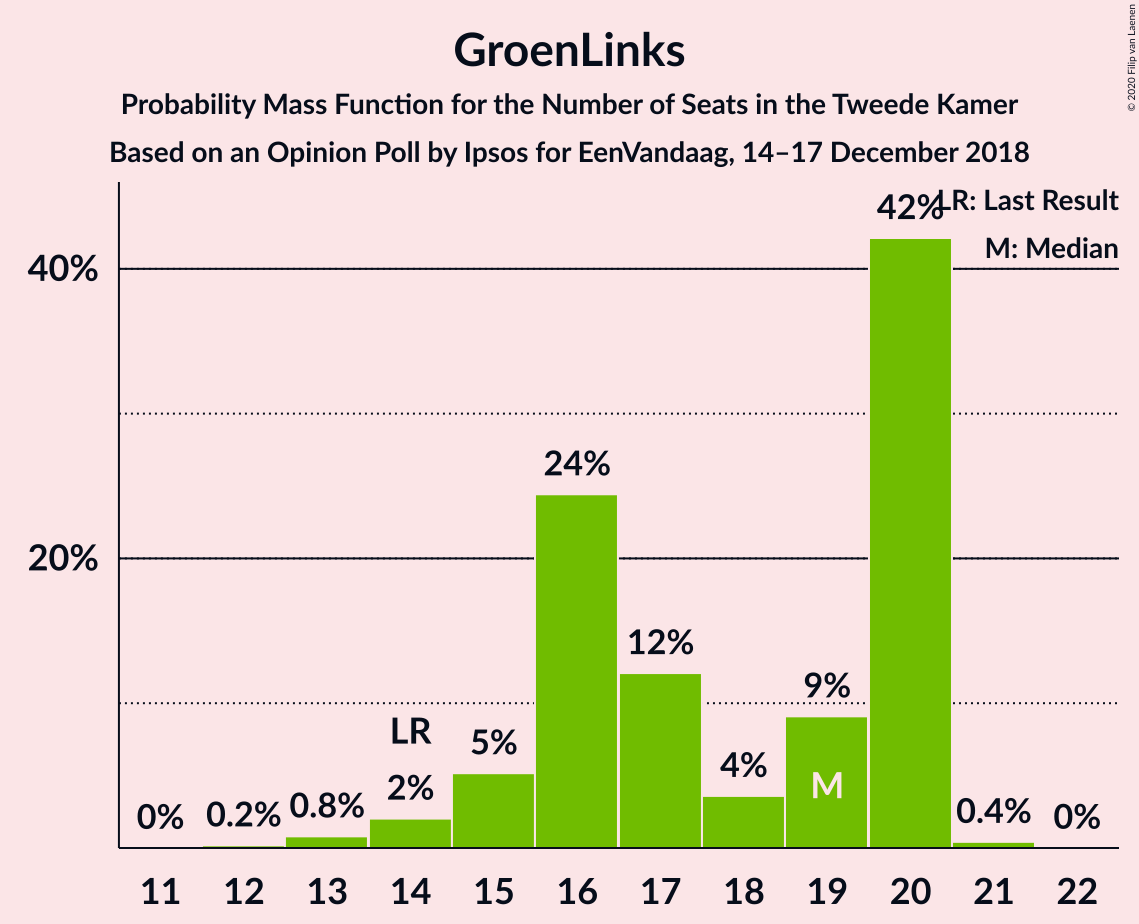 GroenLinks
Probability Mass Function for the Number of Seats in the Tweede Kamer
Based on an Opinion Poll by Ipsos for EenVandaag, 14–17 December 2018
© 2020 Filip van Laenen
LR: Last Result
M: Median
40%
20%
0%
0.2%
0.8%
LR
2%
5%
24%
12%
4%
9%
M
42%
0.4%
0%
11 12 13 14 15 16 17 18 19 20 21 22